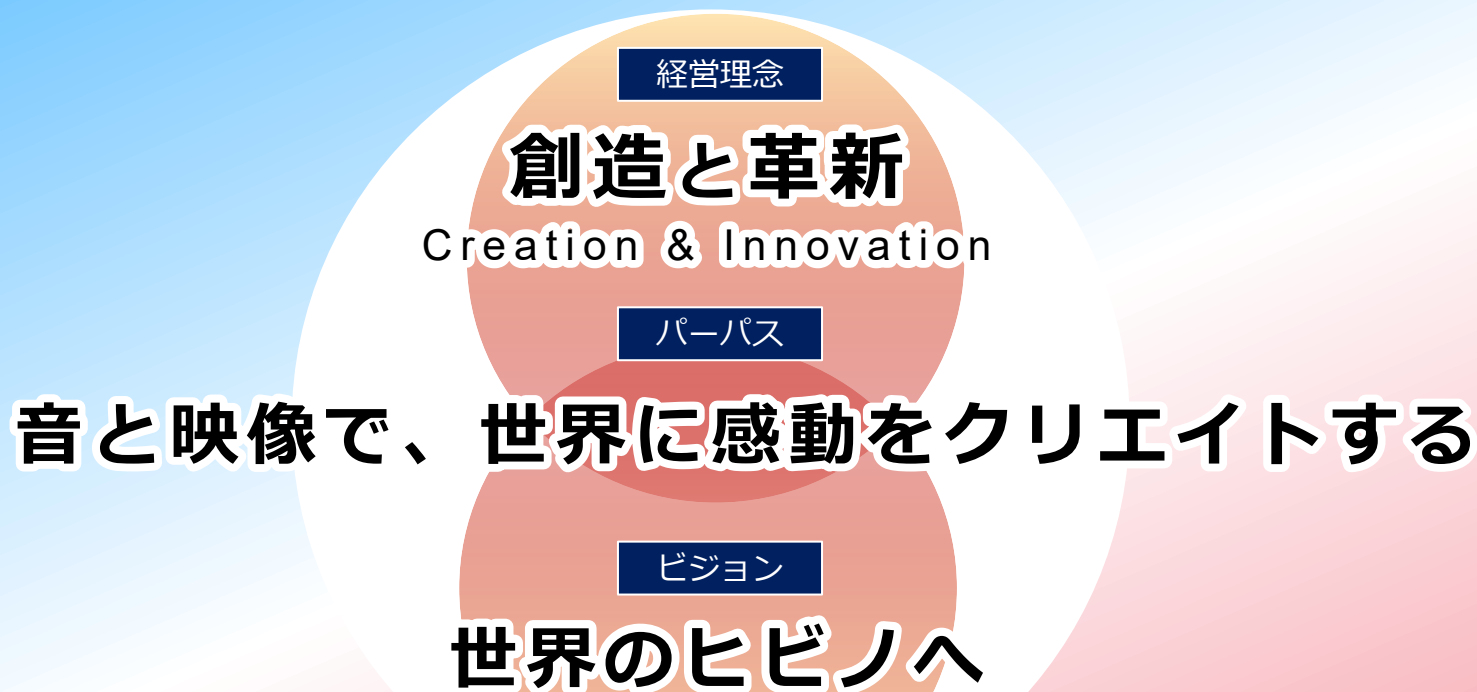 経営理念
創造と革新
Creation & Innovation
パーパス
音と映像で、世界に感動をクリエイトする
ビジョン
世界のヒビノへ